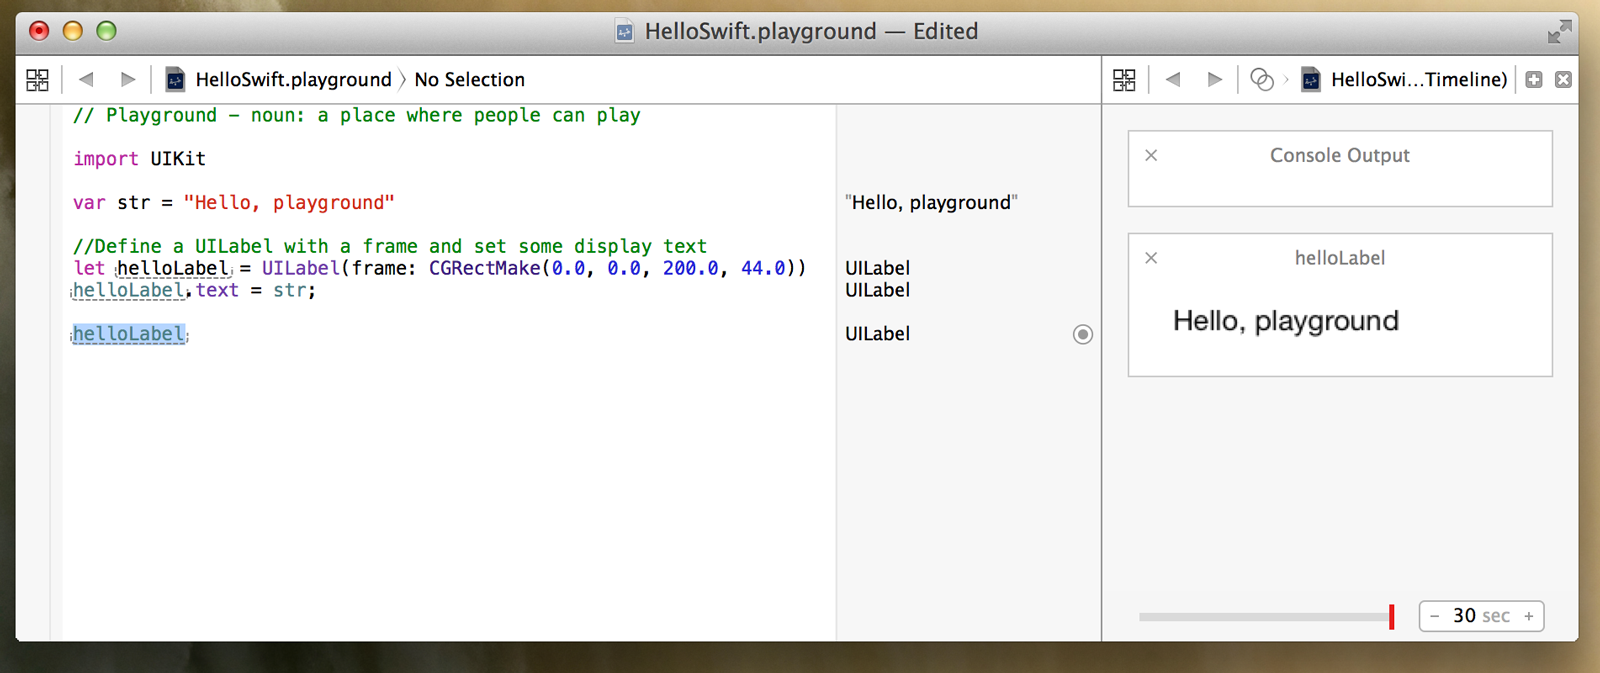 HelloSwift.playground — Edited
HelloSwift.playground 〉 No Selection
HelloSwi...Timeline)
// Playground - noun: a place where people can play
import UIKit
var str = "Hello, playground"
"Hello, playground"
//Define a UILabel with a frame and set some display text
let helloLabel = UILabel(frame: CGRectMake(0.0, 0.0, 200.0, 44.0))
UILabel
helloLabel.text = str;
UILabel
helloLabel
UILabel
Console Output
helloLabel
Hello, playground
− 30 sec +